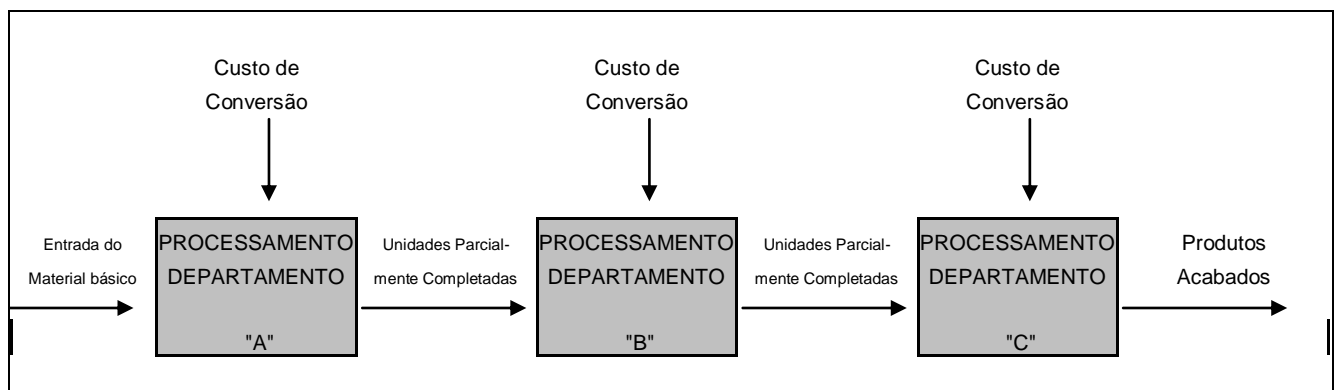 Custo de
Conversão
Custo de
Conversão
Custo de
Conversão
Entrada do
Material básico
PROCESSAMENTO
DEPARTAMENTO
"A"
Unidades Parcial-
mente Completadas
PROCESSAMENTO
DEPARTAMENTO
"B"
Unidades Parcial-
mente Completadas
PROCESSAMENTO
DEPARTAMENTO
"C"
Produtos
Acabados